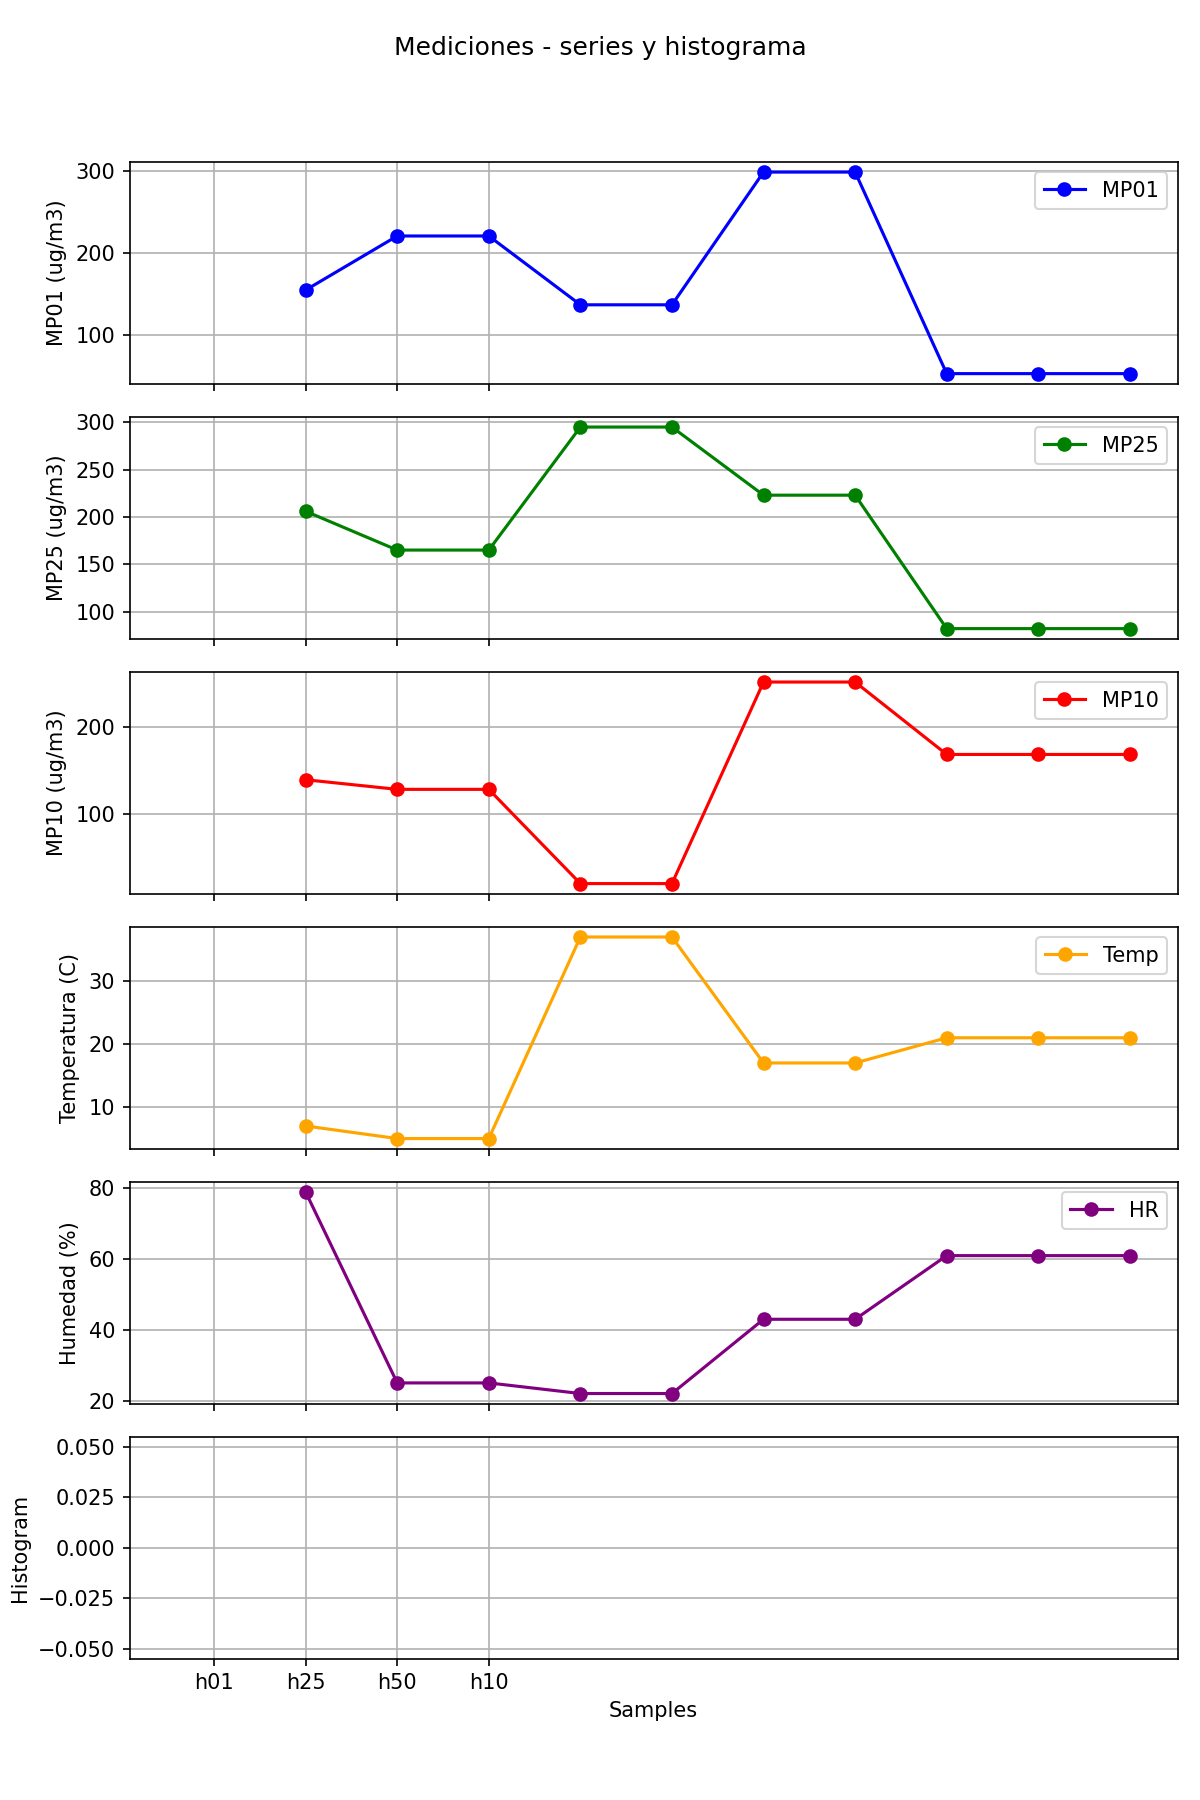 Mediciones - series y histograma
300
200
100
MP01 (ug/m3)
MP01
300
250
200
150
100
MP25 (ug/m3)
MP25
200
100
MP10 (ug/m3)
MP10
30
20
10
Temperatura (C)
Temp
80
60
40
20
Humedad (%)
HR
0.050
0.025
0.000
−0.025
−0.050
Histogram
h01 h25 h50 h10
Samples